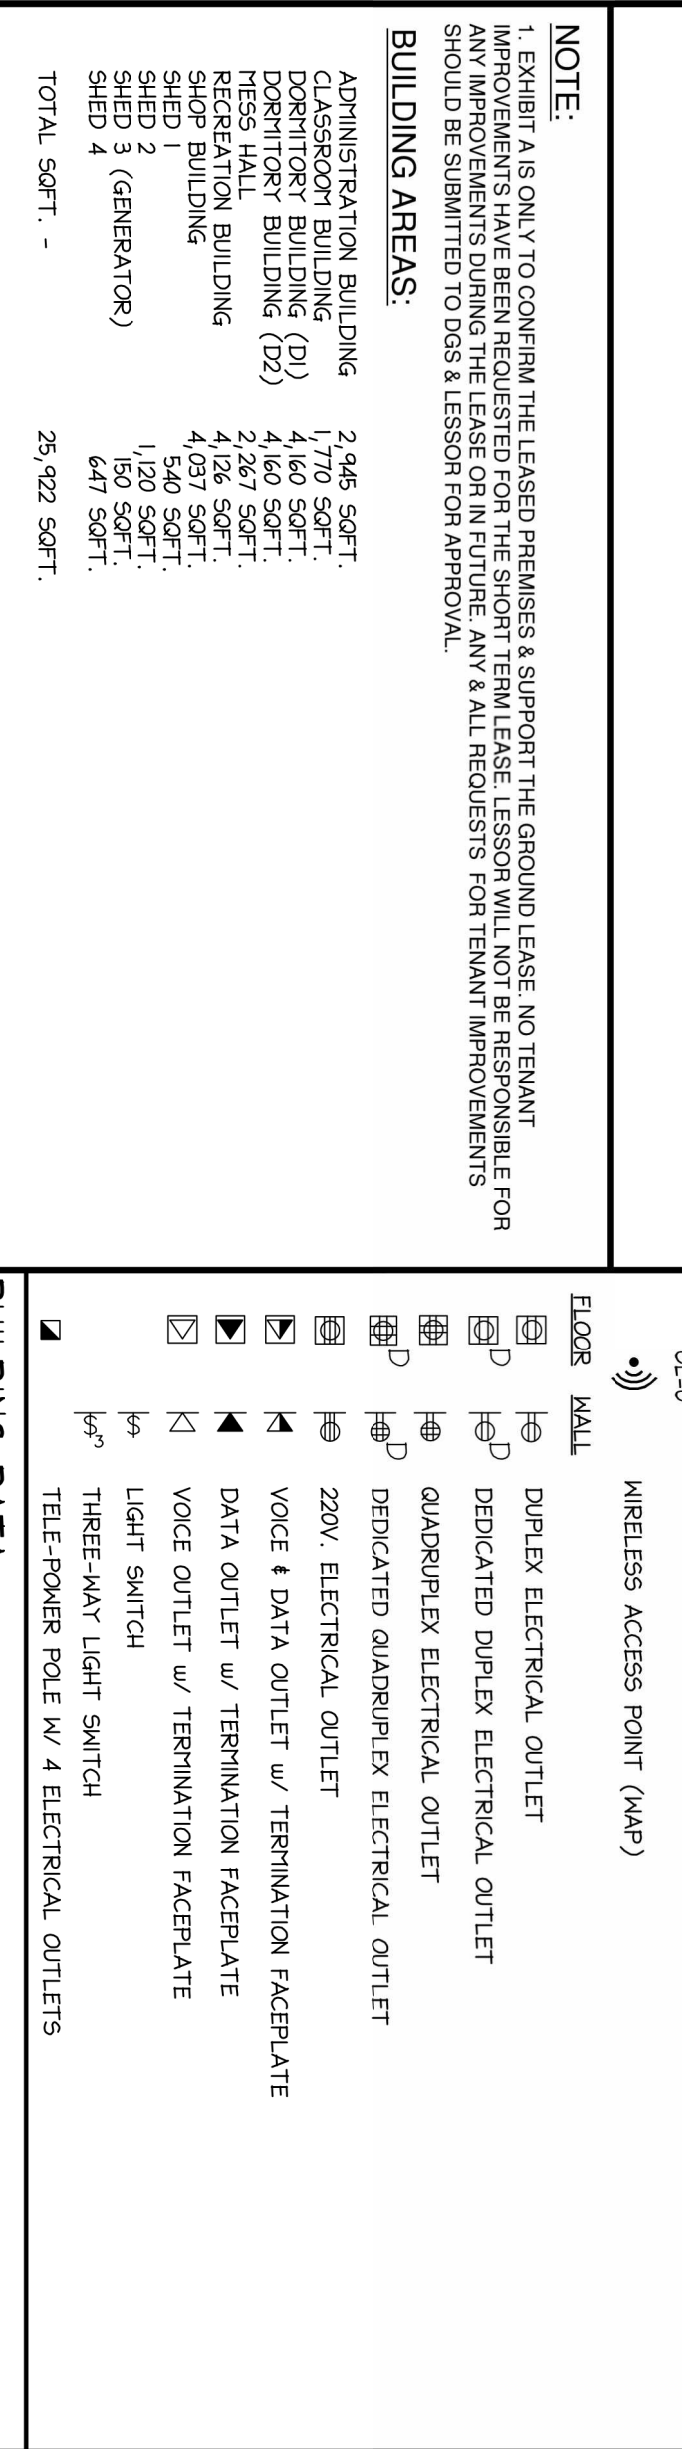 NOTE:
1. EXHIBIT A IS ONLY TO CONFIRM THE LEASED PREMISES & SUPPORT THE GROUND LEASE. NO TENANT
IMPROVEMENTS HAVE BEEN REQUESTED FOR THE SHORT TERM LEASE. LESSOR WILL NOT BE RESPONSIBLE FOR
ANY IMPROVEMENTS DURING THE LEASE OR IN FUTURE. ANY & ALL REQUESTS FOR TENANT IMPROVEMENTS
SHOULD BE SUBMITTED TO DGS & LESSOR FOR APPROVAL.
BUILDING AREAS:
ADMINISTRATION BUILDING 2,945 SQFT.
CLASSROOM BUILDING 1,770 SQFT.
DORMITORY BUILDING (D1) 4,160 SQFT.
DORMITORY BUILDING (D2) 4,160 SQFT.
MESS HALL 2,267 SQFT.
RECREATION BUILDING 4,126 SQFT.
SHOP BUILDING 4,037 SQFT.
SHED 1 540 SQFT.
SHED 2 1,120 SQFT.
SHED 3 (GENERATOR) 150 SQFT.
SHED 4 647 SQFT.
TOTAL SQFT. - 25,922 SQFT.
WIRELESS ACCESS POINT (WAP)
FLOOR WALL
DUPLEX ELECTRICAL OUTLET
D D DEDICATED DUPLEX ELECTRICAL OUTLET
QUADRUPLEX ELECTRICAL OUTLET
D D DEDICATED QUADRUPLEX ELECTRICAL OUTLET
220V. ELECTRICAL OUTLET
VOICE & DATA OUTLET w/ TERMINATION FACEPLATE
DATA OUTLET w/ TERMINATION FACEPLATE
VOICE OUTLET w/ TERMINATION FACEPLATE
$ LIGHT SWITCH
$3 THREE-WAY LIGHT SWITCH
TELE-POWER POLE W/ 4 ELECTRICAL OUTLETS